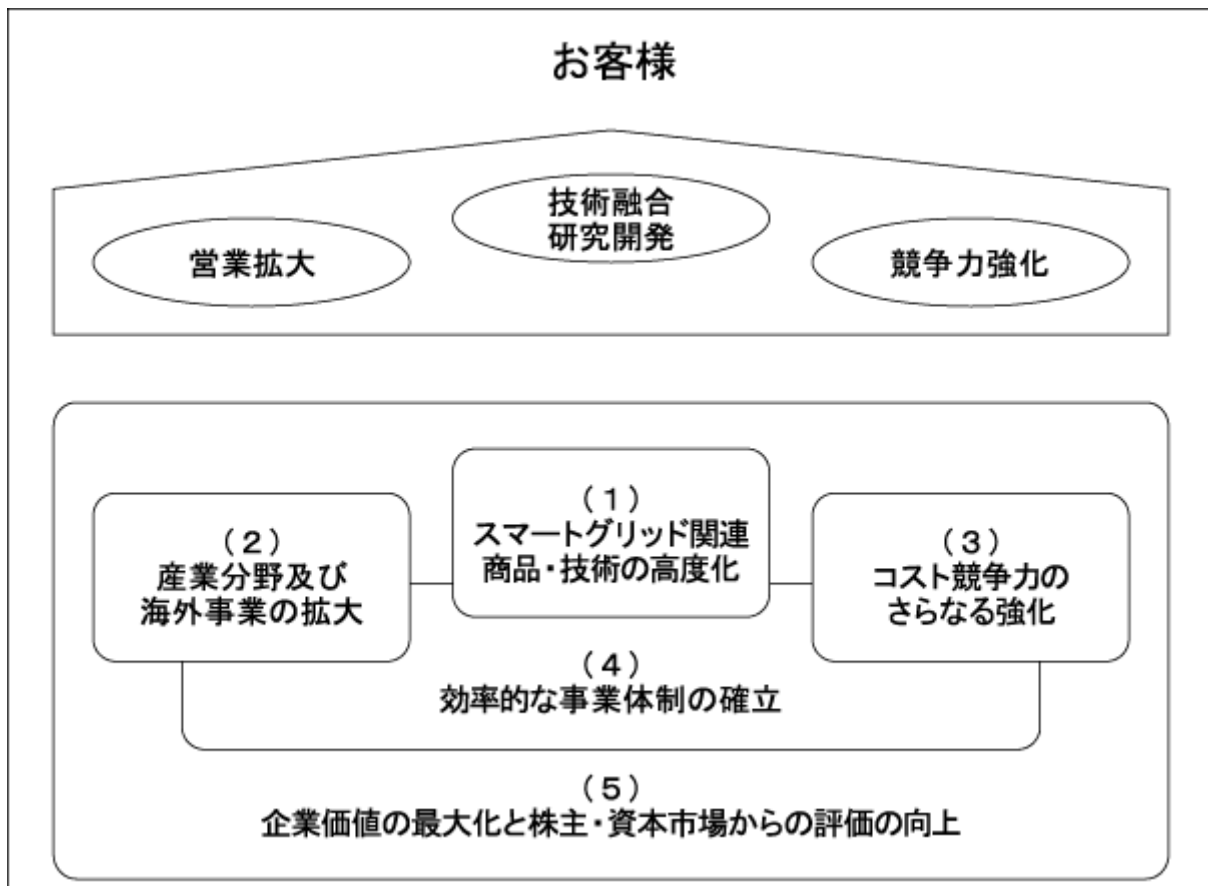 お客様
技術融合
研究開発
営業拡大
競争力強化
(1)
スマートグリッド関連
商品・技術の高度化
(2)
産業分野及び
海外事業の拡大
(3)
コスト競争力の
さらなる強化
(4)
効率的な事業体制の確立
(5)
企業価値の最大化と株主・資本市場からの評価の向上